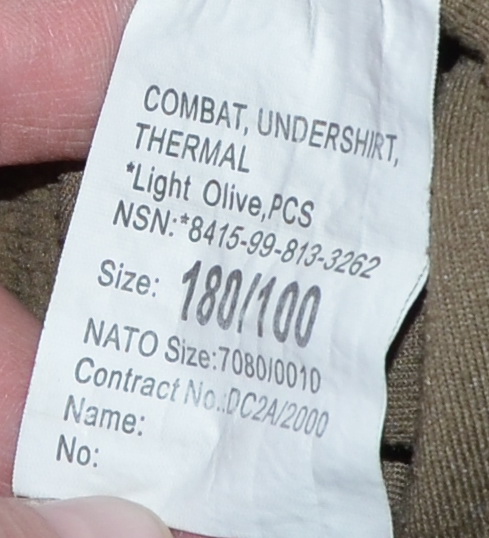 COMBAT, UNDERSHIRT,
THERMAL
*Light Olive,PCS
NSN:*8415-99-813-3262
Size: 180/100
NATO Size:7080/0010
Contract No.:DC2A/2000
Name:
No: